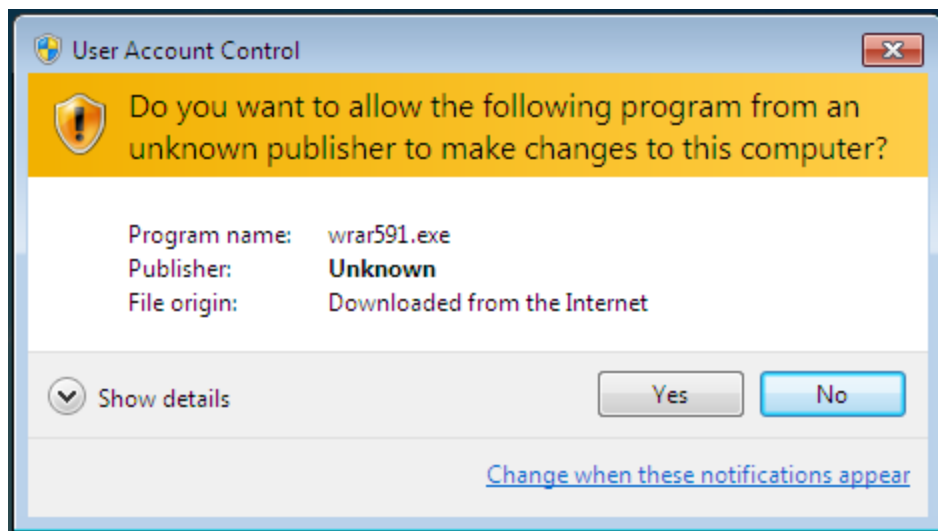 User Account Control
Do you want to allow the following program from an
unknown publisher to make changes to this computer?
Program name: wrar591.exe
Publisher: Unknown
File origin: Downloaded from the Internet
Show details Yes No
Change when these notifications appear